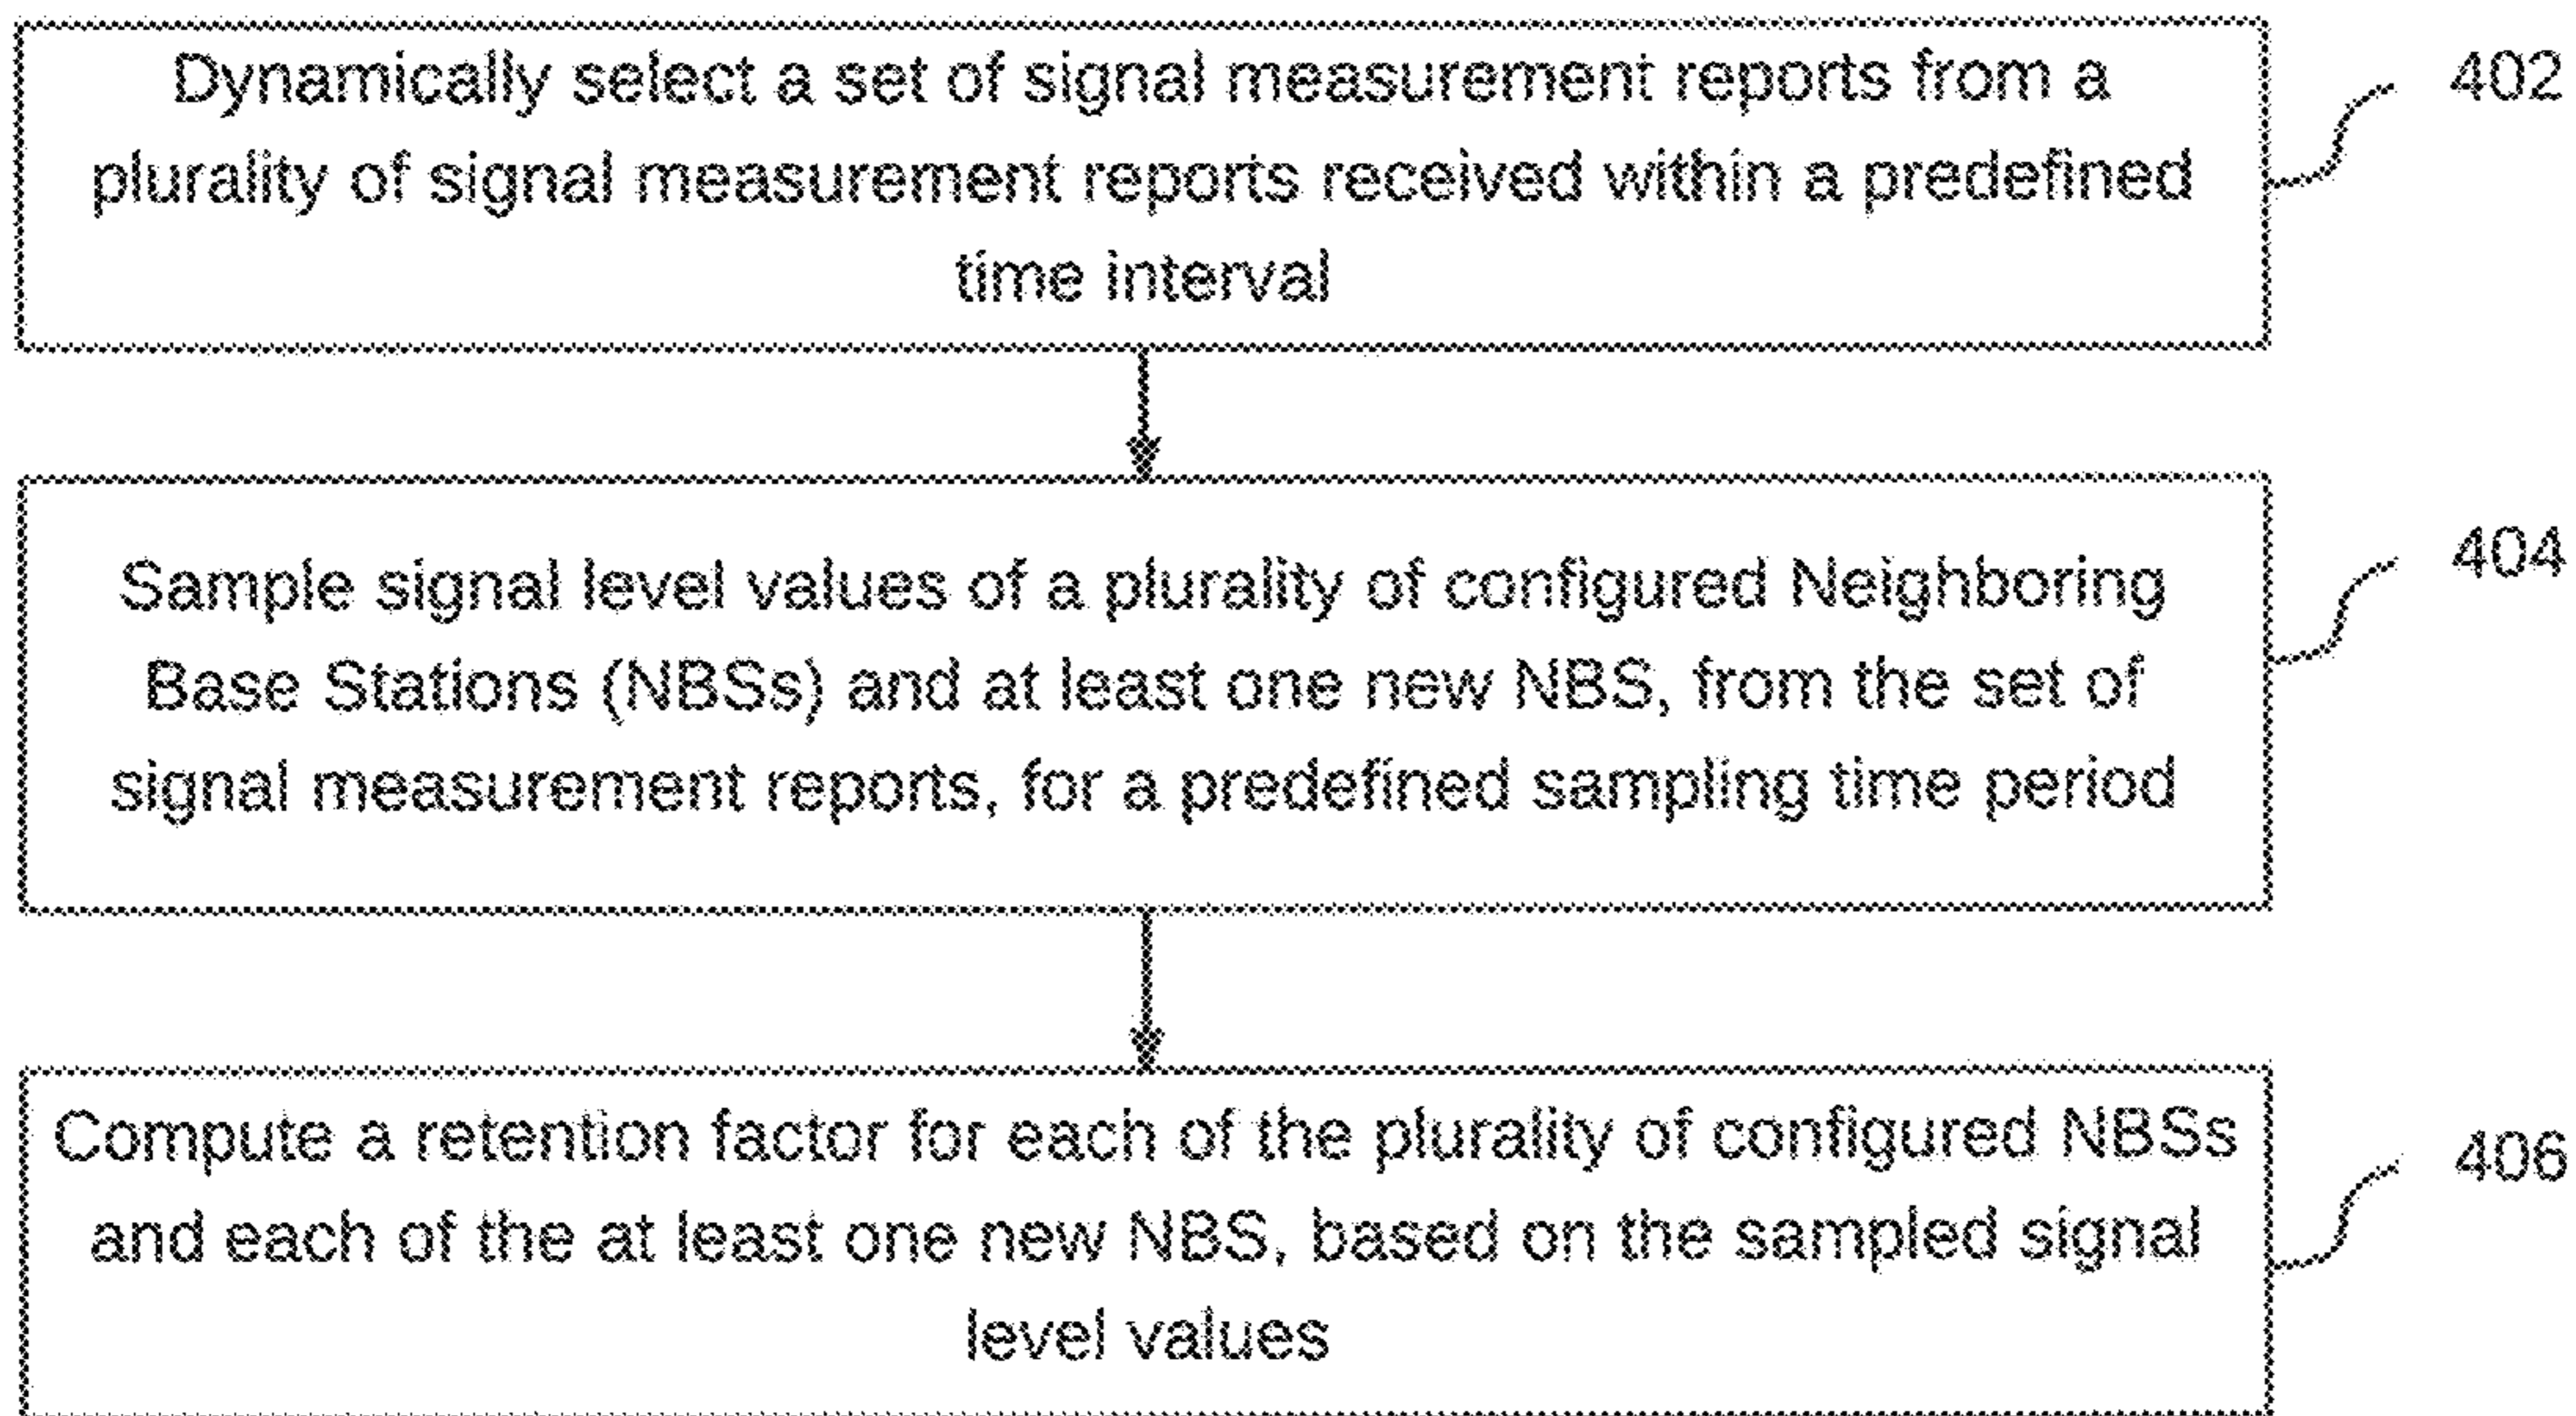 Dynamically select a set of signal measurement reports from a
plurality of signal measurement reports received within a predefined
time interval
402
Sample signal level values of a plurality of configured Neighboring
Base Stations (NBSs) and at least one new NBS, from the set of
signal measurement reports, for a predefined sampling time period
404
Compute a retention factor for each of the plurality of configured NBSs
and each of the at least one new NBS, based on the sampled signal
level values
406